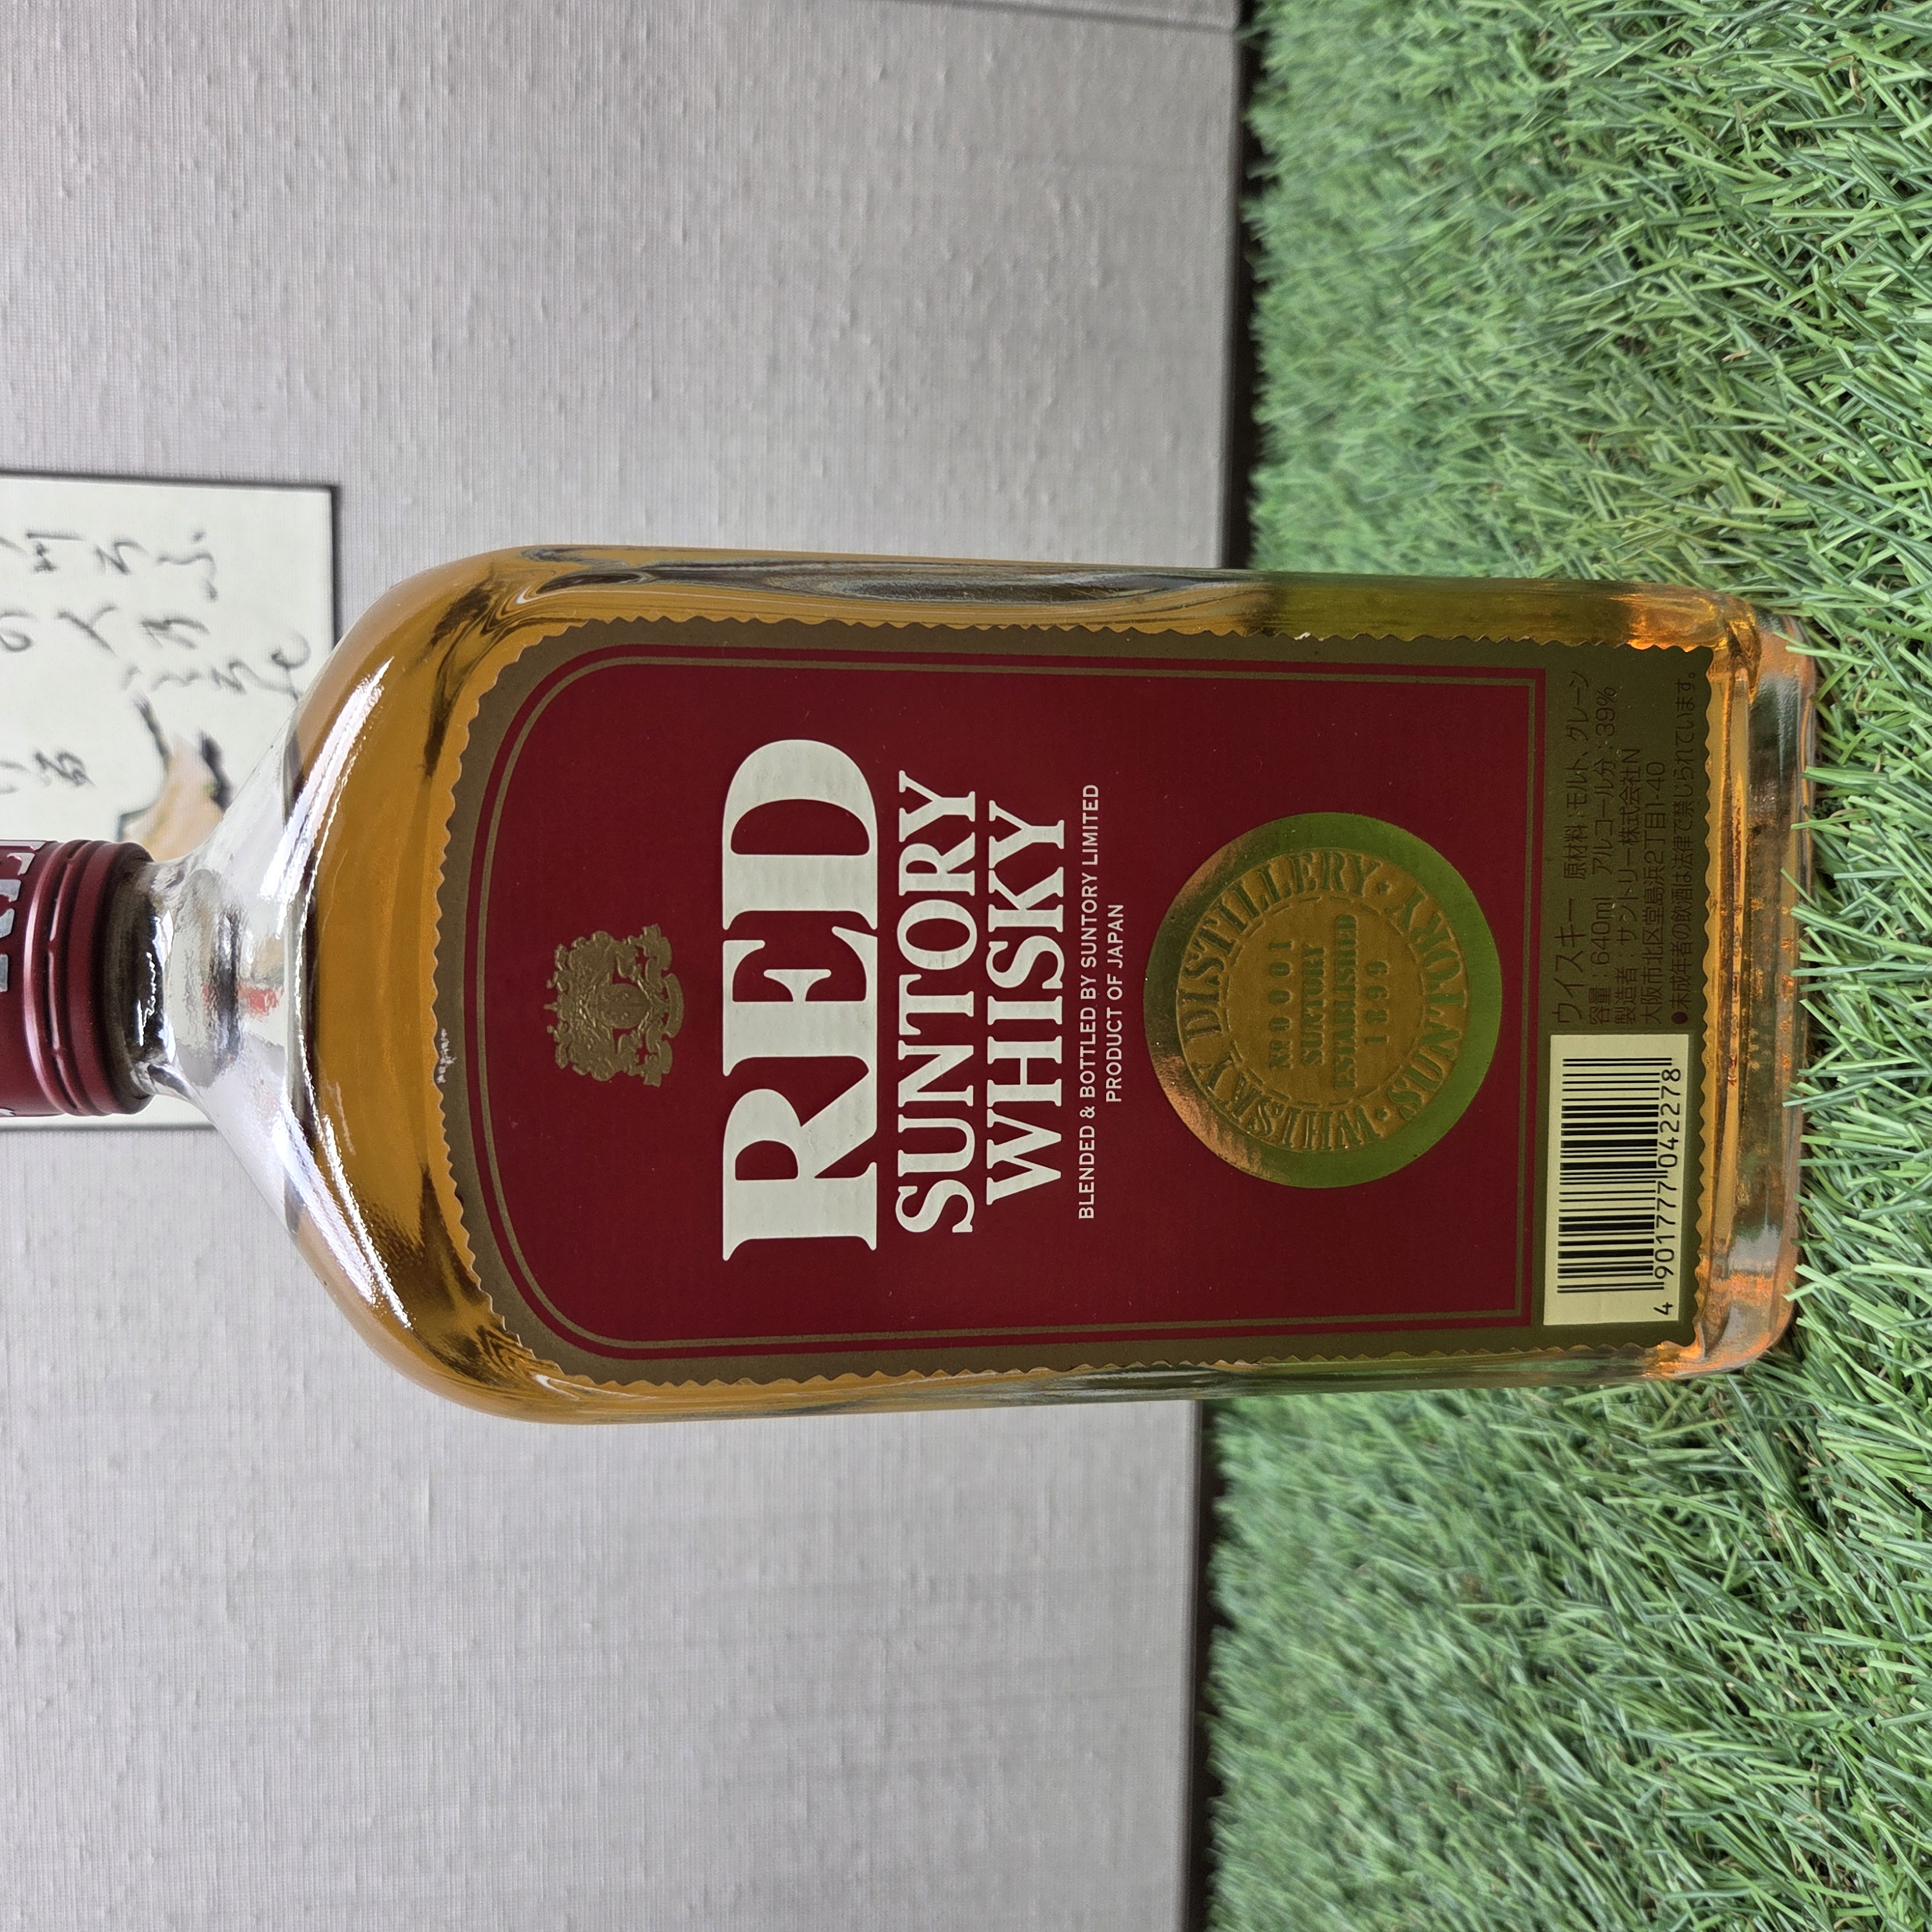 RED
SUNTORY
WHISKY
BLENDED & BOTTLED BY SUNTORY LIMITED
PRODUCT OF JAPAN
SUNTORY WHISKY DISTILLERY
No 0001
SUNTORY
ESTABLISHED
1899
ウイスキー 原材料:モルト、グレーン
容量:640ml アルコール分:39%
製造者:サントリー株式会社N
大阪市北区堂島浜2丁目1-40
●未成年者の飲酒は法律で禁じられています。
4 901777 042278